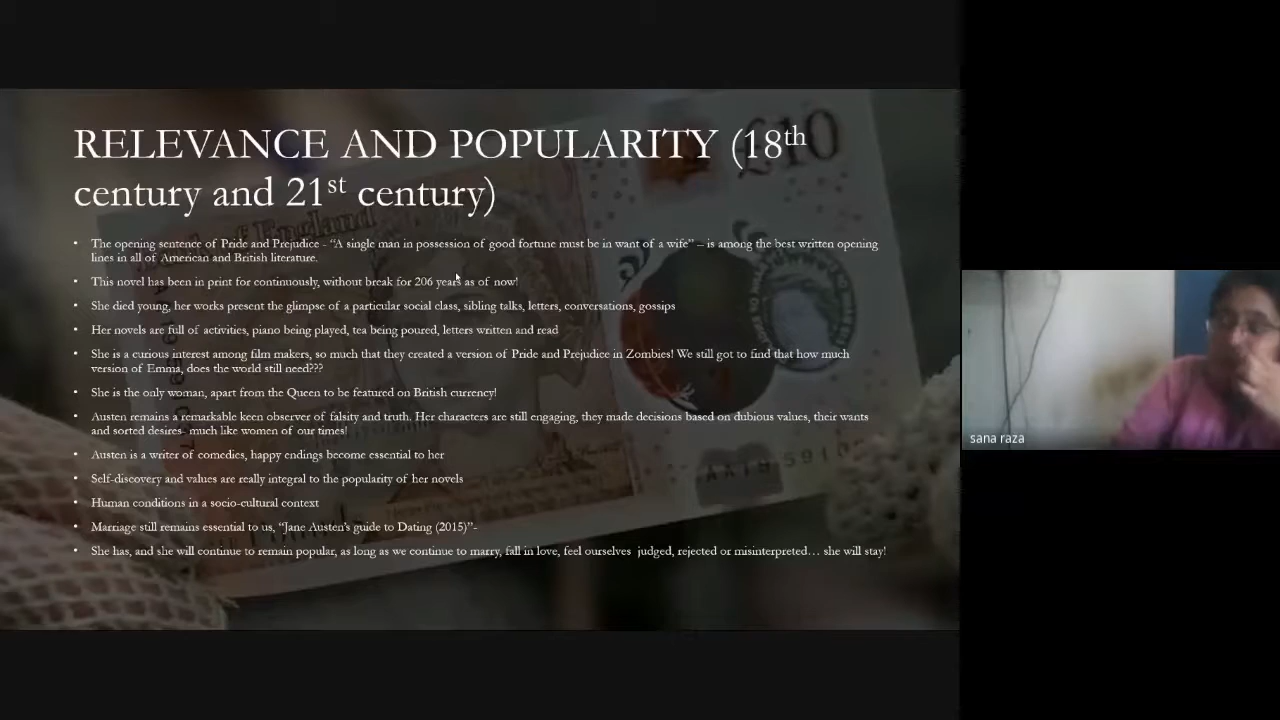 RELEVANCE AND POPULARITY (18th
century and 21st century)
• The opening sentence of Pride and Prejudice - “A single man in possession of good fortune must be in want of a wife” – is among the best written opening
lines in all of American and British literature.
• This novel has been in print for continuously, without break for 206 years as of now!
• She died young, her works present the glimpse of a particular social class, sibling talks, letters, conversations, gossips
• Her novels are full of activities, piano being played, tea being poured, letters written and read
• She is a curious interest among film makers, so much that they created a version of Pride and Prejudice in Zombies! We still got to find that how much
version of Emma, does the world still need???
• She is the only woman, apart from the Queen to be featured on British currency!
• Austen remains a remarkable keen observer of falsity and truth. Her characters are still engaging, they made decisions based on dubious values, their wants
and sorted desires- much like women of our times!
• Austen is a writer of comedies, happy endings become essential to her
• Self-discovery and values are really integral to the popularity of her novels
• Human conditions in a socio-cultural context
• Marriage still remains essential to us, “Jane Austen’s guide to Dating (2015)”-
• She has, and she will continue to remain popular, as long as we continue to marry, fall in love, feel ourselves judged, rejected or misinterpreted… she will stay!
£10
of England
sana raza